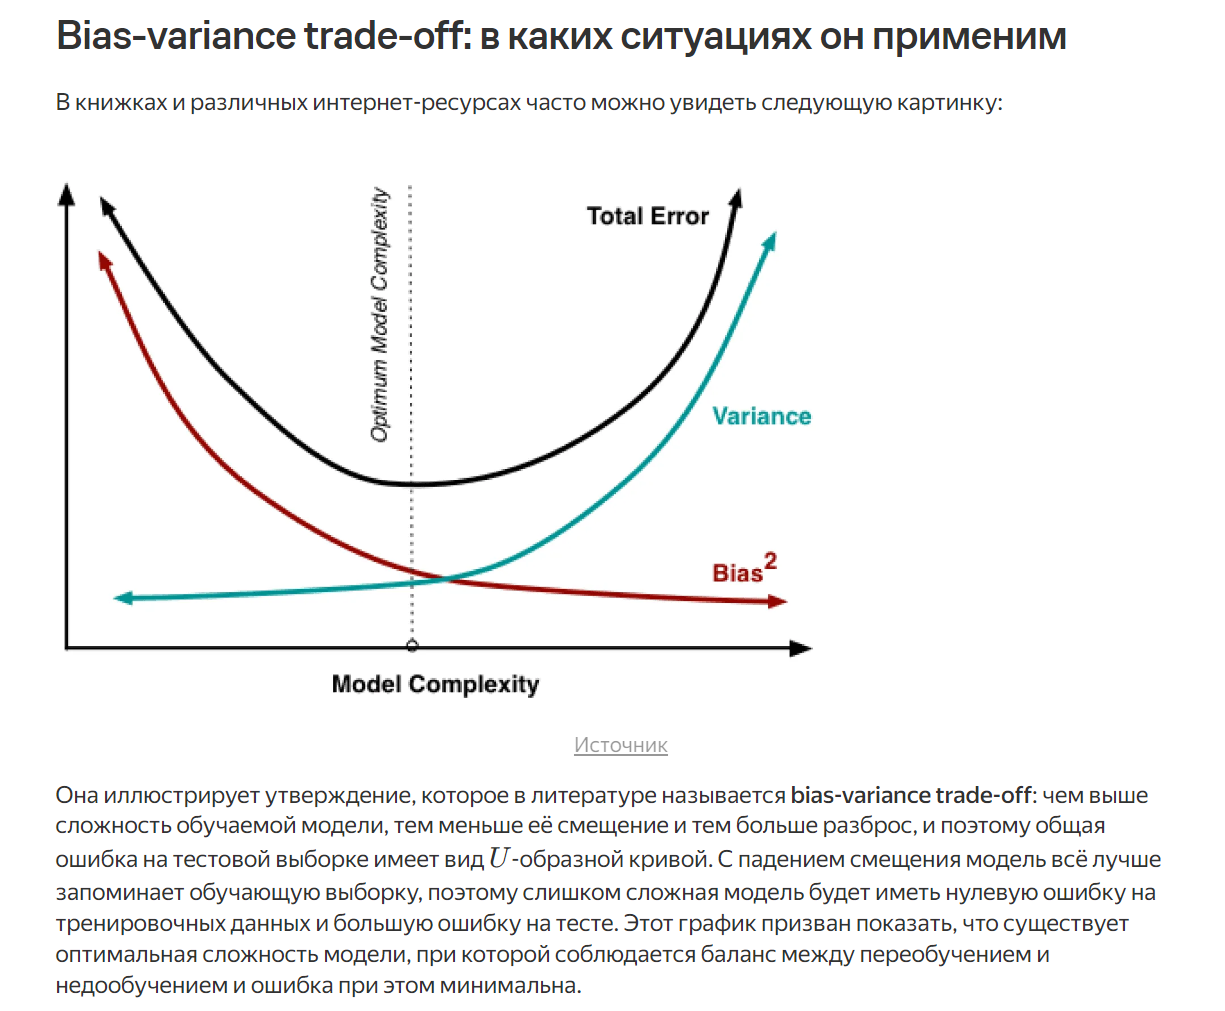 Bias-variance trade-off: в каких ситуациях он применим
В книжках и различных интернет-ресурсах часто можно увидеть следующую картинку:
Optimum Model Complexity
Total Error
Variance
Bias²
Model Complexity
Источник
Она иллюстрирует утверждение, которое в литературе называется bias-variance trade-off: чем выше
сложность обучаемой модели, тем меньше её смещение и тем больше разброс, и поэтому общая
ошибка на тестовой выборке имеет вид U-образной кривой. С падением смещения модель всё лучше
запоминает обучающую выборку, поэтому слишком сложная модель будет иметь нулевую ошибку на
тренировочных данных и большую ошибку на тесте. Этот график призван показать, что существует
оптимальная сложность модели, при которой соблюдается баланс между переобучением и
недообучением и ошибка при этом минимальна.